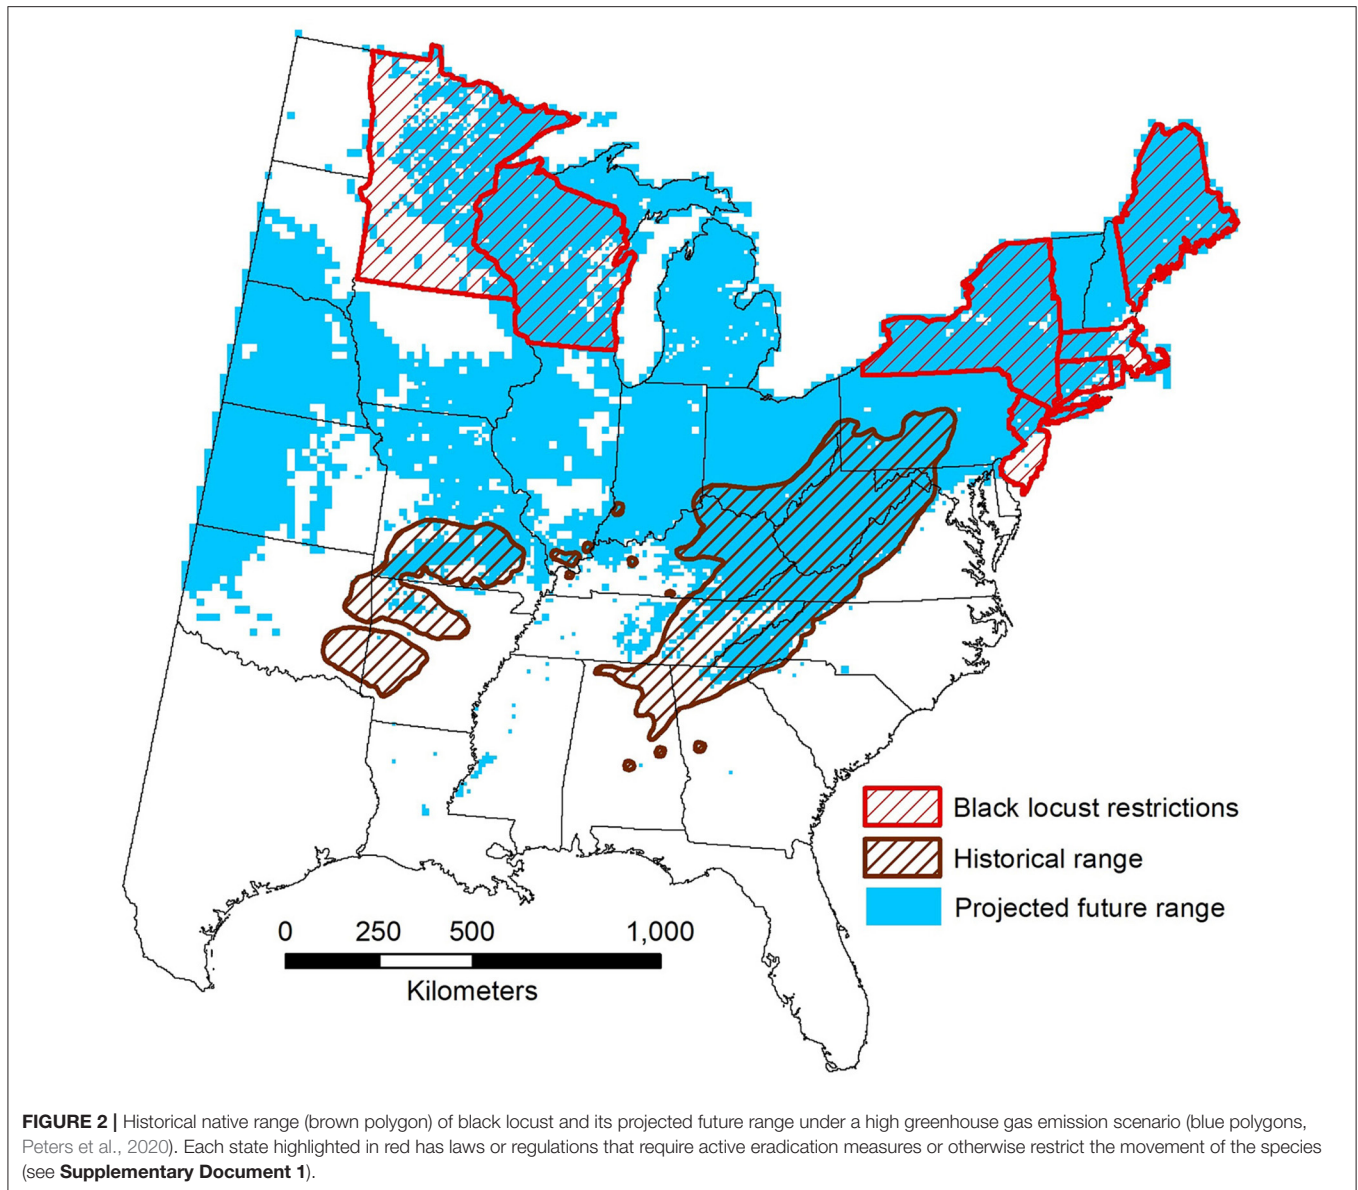 Black locust restrictions
Historical range
Projected future range
0 250 500 1,000
Kilometers
FIGURE 2 | Historical native range (brown polygon) of black locust and its projected future range under a high greenhouse gas emission scenario (blue polygons,
Peters et al., 2020). Each state highlighted in red has laws or regulations that require active eradication measures or otherwise restrict the movement of the species
(see Supplementary Document 1).